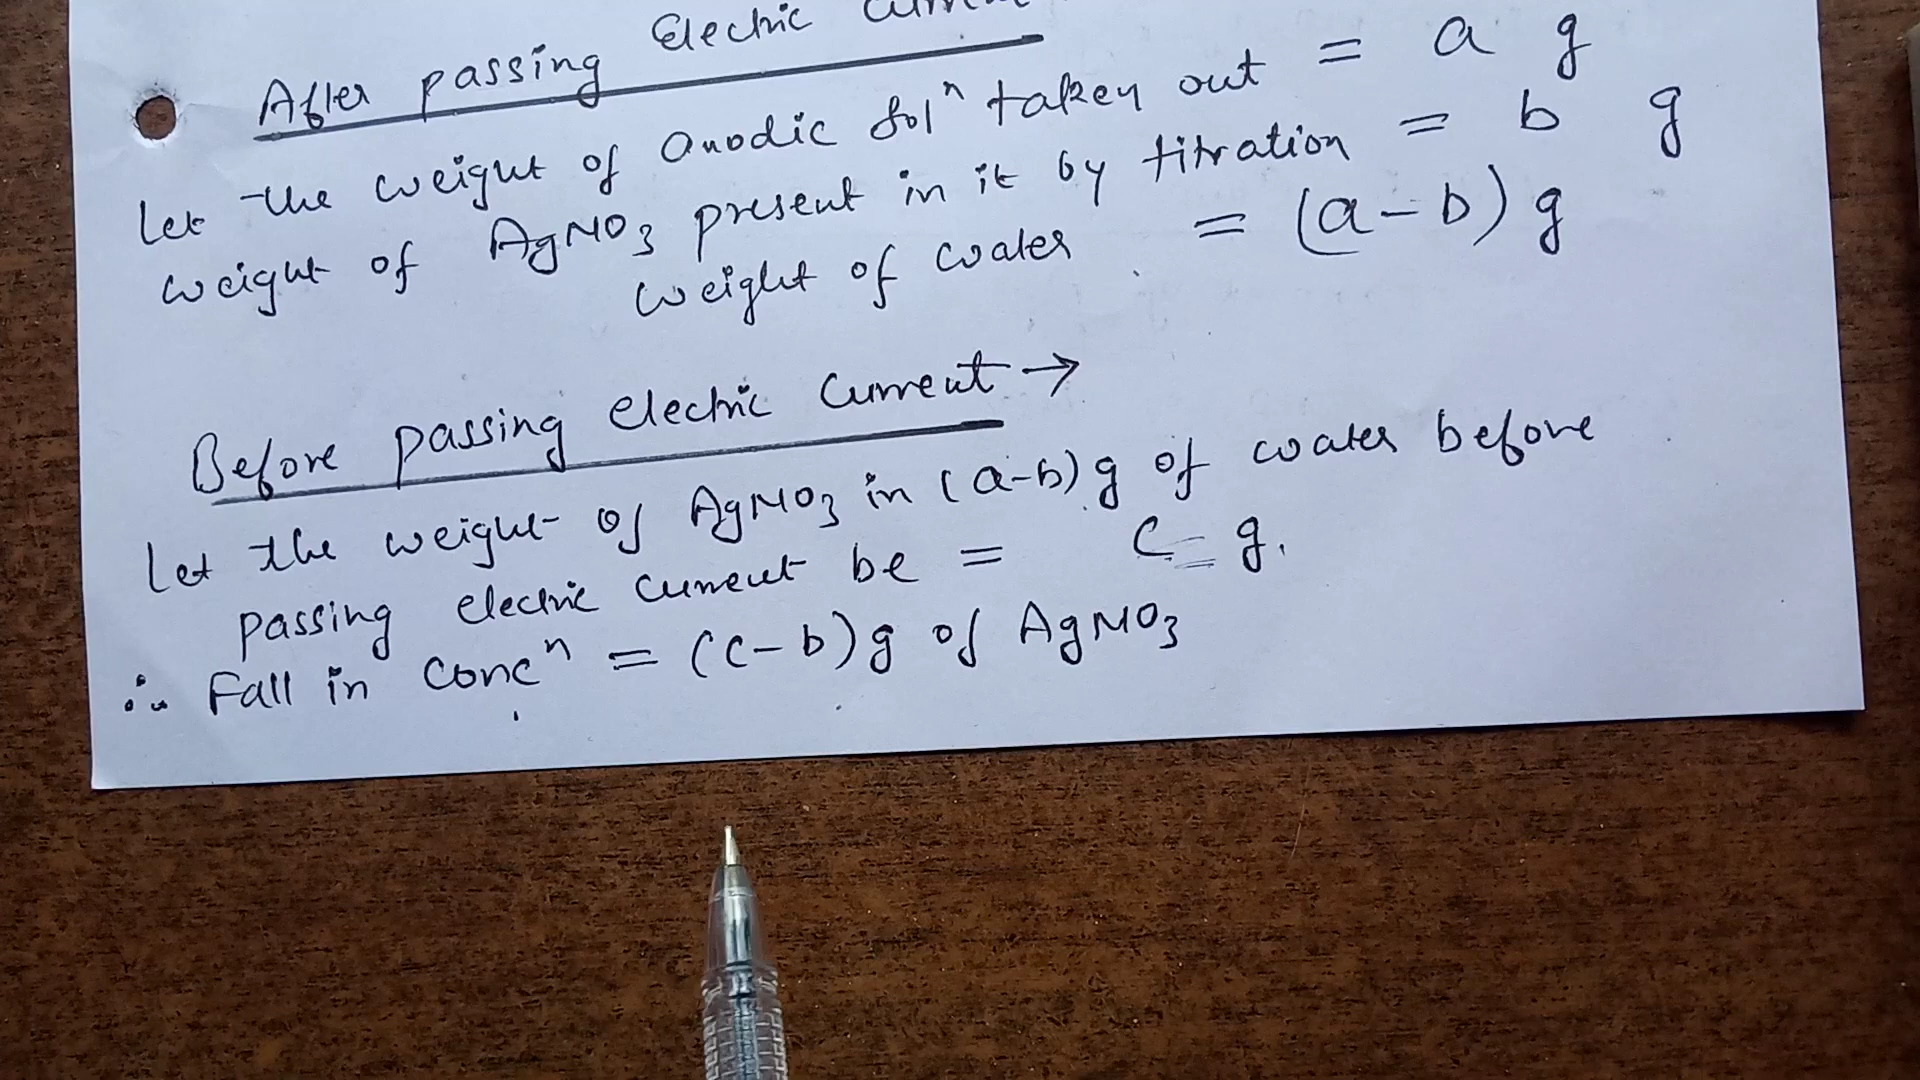 After passing Electric
Let the weight of anodic solⁿ taken out = a g
weight of AgNO₃ present in it by titration = b g
weight of water = (a-b) g
Before passing electric current →
Let the weight of AgNO₃ in (a-b) g of water before
passing electric current be = c g.
∴ Fall in concⁿ = (c-b) g of AgNO₃